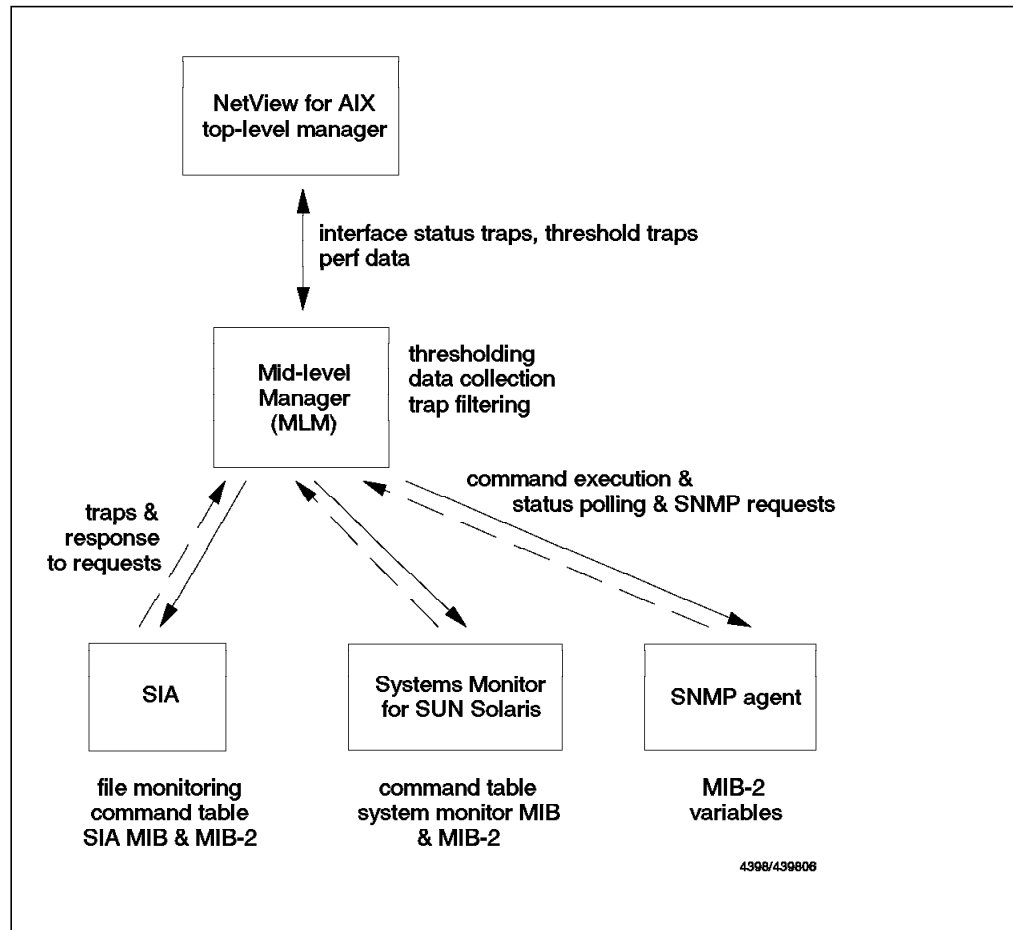 NetView for AIX
top-level manager
interface status traps, threshold traps
perf data
Mid-level
Manager
(MLM)
thresholding
data collection
trap filtering
command execution &
status polling & SNMP requests
traps &
response
to requests
SIA
Systems Monitor
for SUN Solaris
SNMP agent
file monitoring
command table
SIA MIB & MIB-2
command table
system monitor MIB
& MIB-2
MIB-2
variables
4398/439806